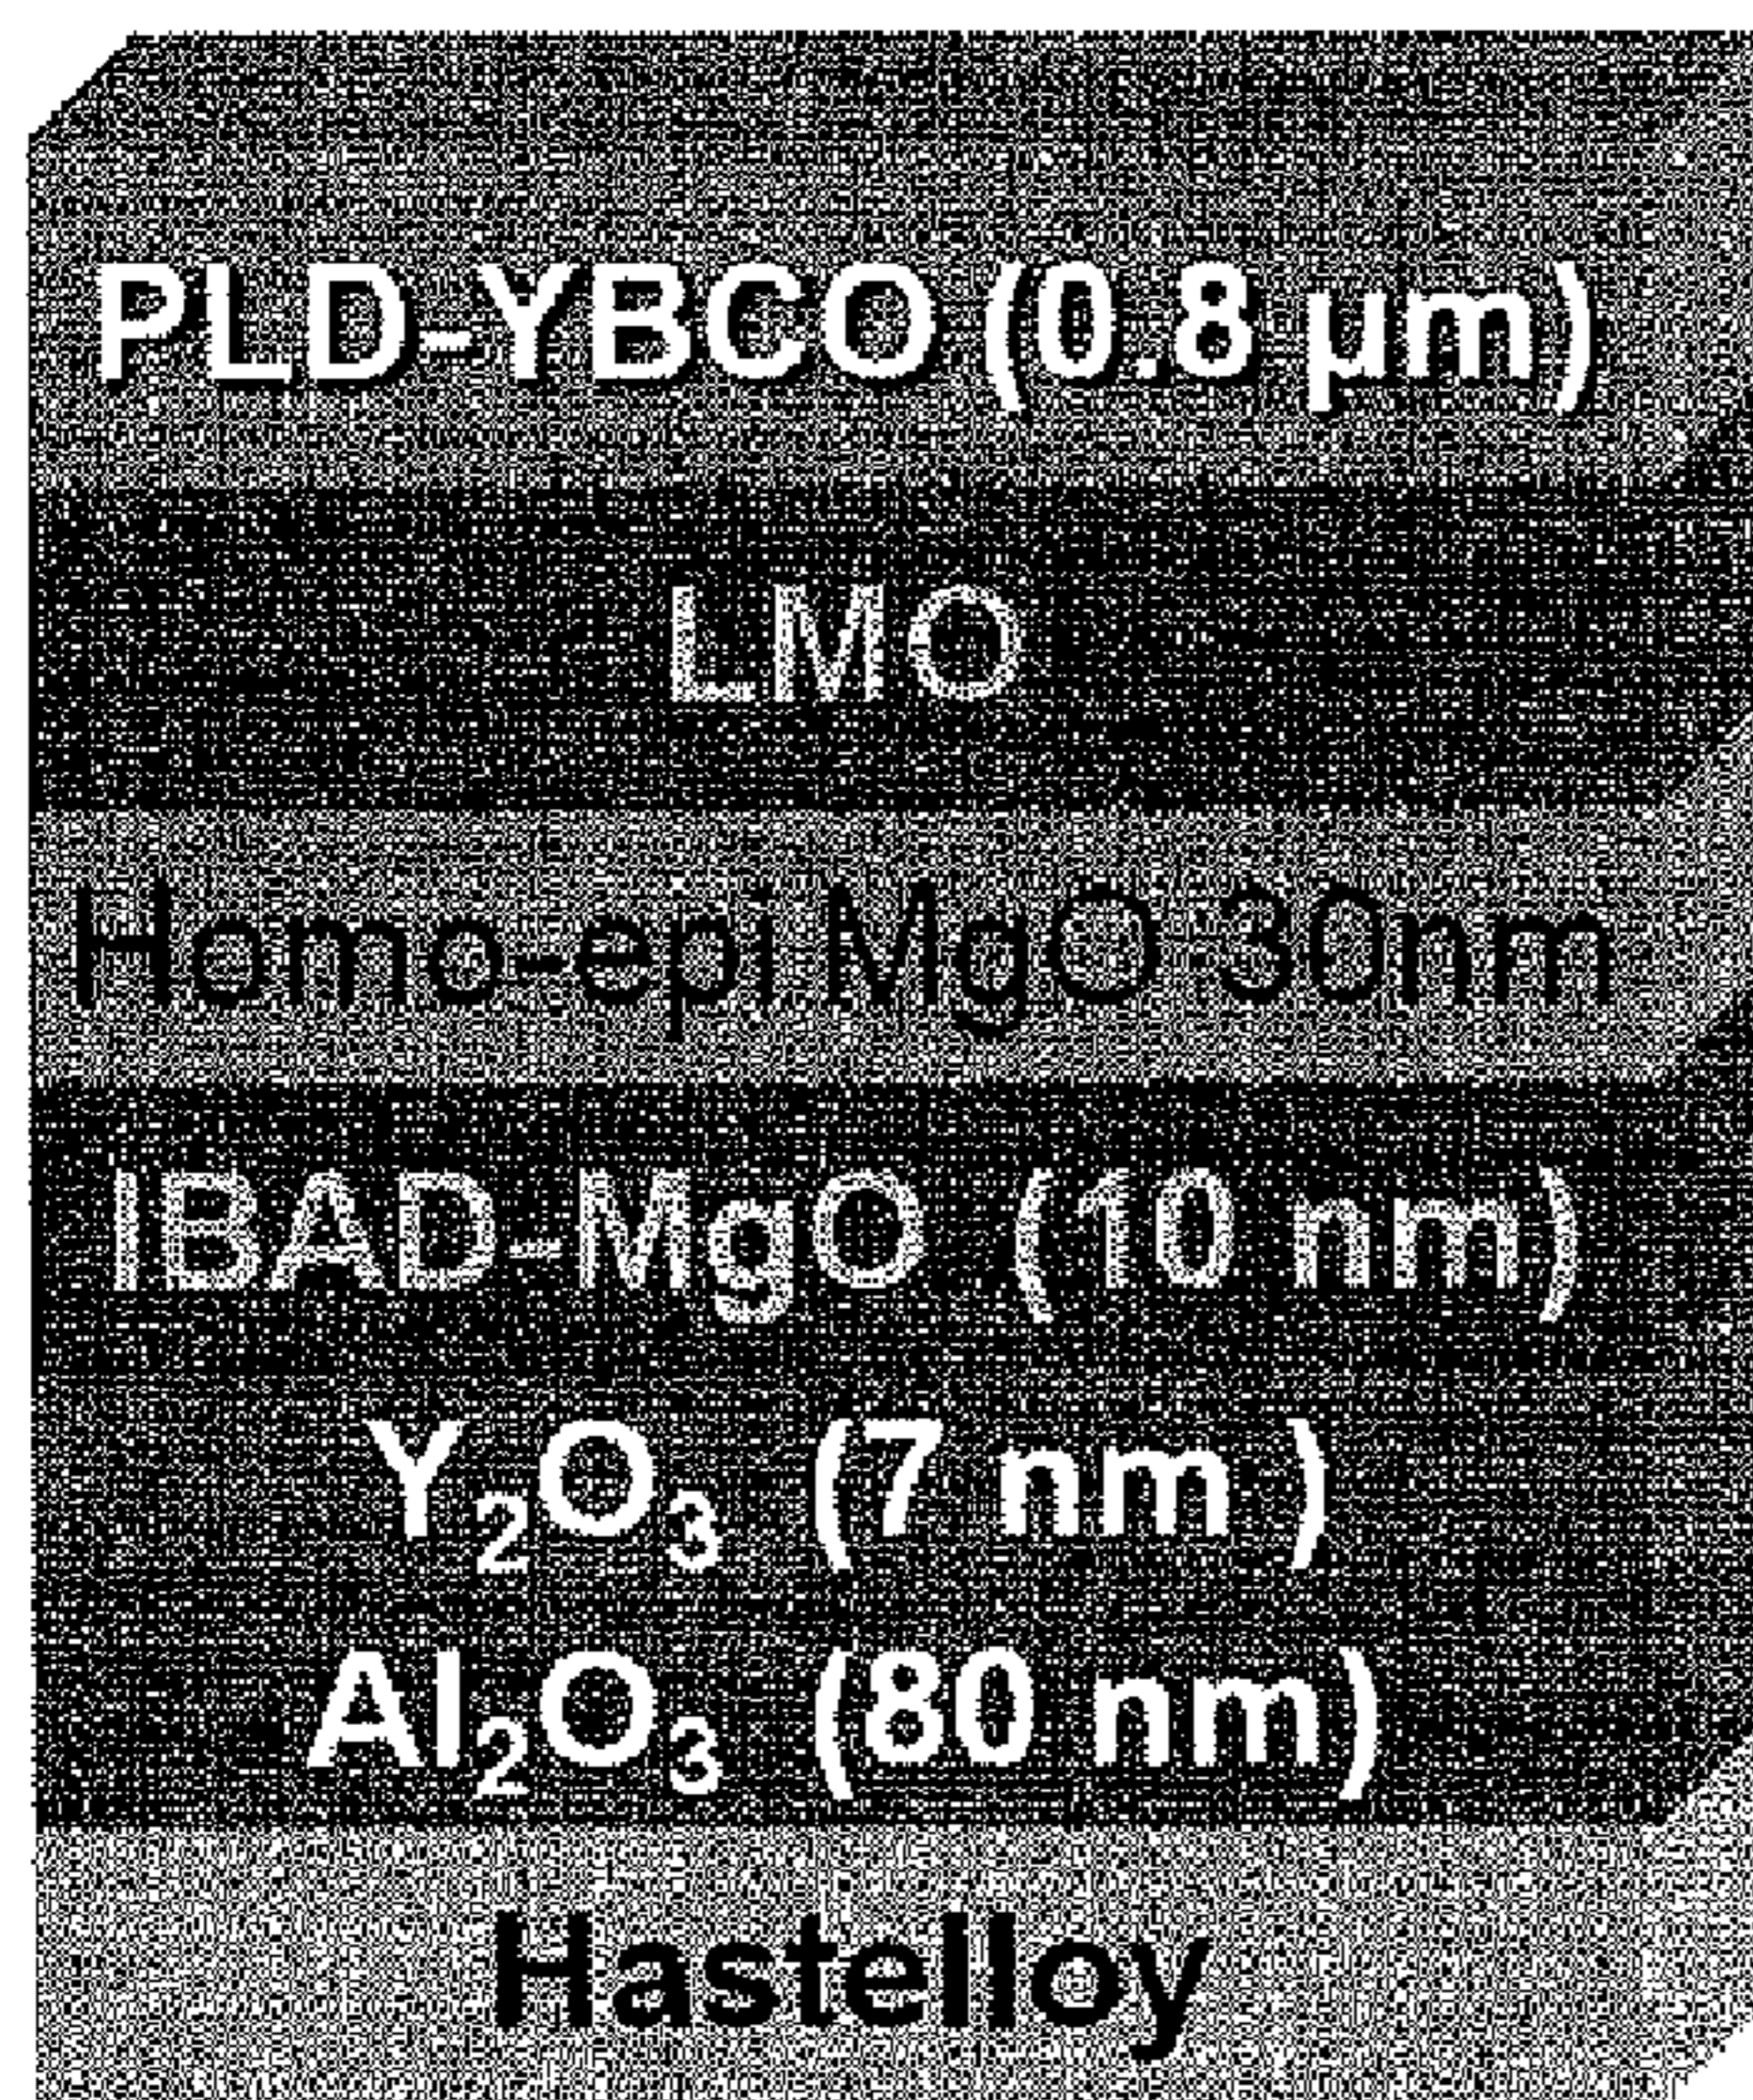 PLD-YBCO (0.8 µm)
LMO
Homo-epi MgO 30nm
IBAD-MgO (10 nm)
Y₂O₃ (7 nm )
Al₂O₃ (80 nm)
Hastelloy